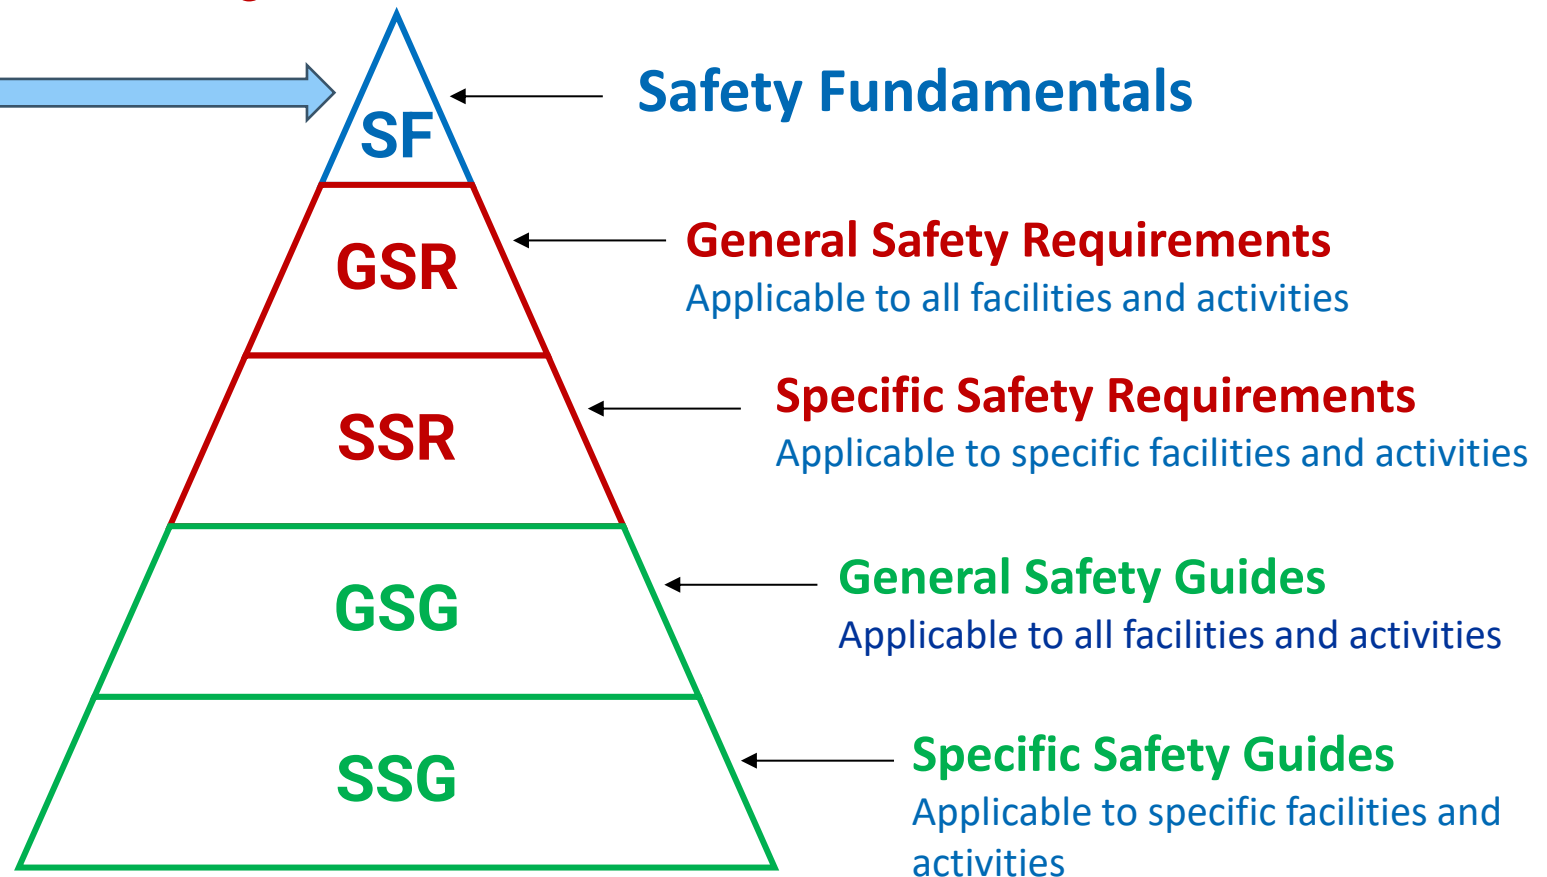 SF
Safety Fundamentals
GSR
General Safety Requirements
Applicable to all facilities and activities
SSR
Specific Safety Requirements
Applicable to specific facilities and activities
GSG
General Safety Guides
Applicable to all facilities and activities
SSG
Specific Safety Guides
Applicable to specific facilities and
activities